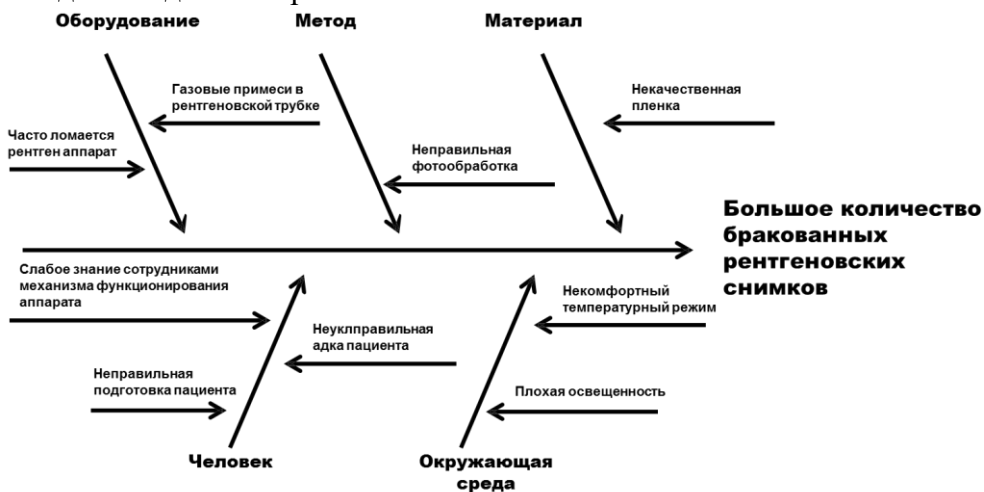 Оборудование
Метод
Материал
Газовые примеси в
рентгеновской трубке
Некачественная
пленка
Часто ломается
рентген аппарат
Неправильная
фотообработка
Большое количество
бракованных
рентгеновских
снимков
Слабое знание сотрудниками
механизма функционирования
аппарата
Некомфортный
температурный режим
Неуклправильная
адка пациента
Неправильная
подготовка пациента
Плохая освещенность
Человек
Окружающая
среда